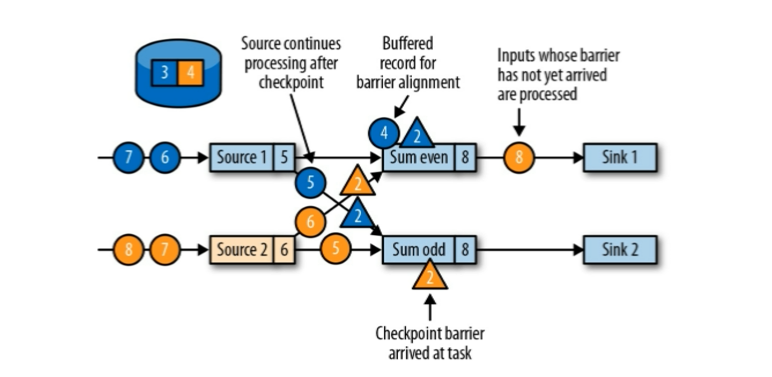 Source continues
processing after
checkpoint
Buffered
record for
barrier alignment
Inputs whose barrier
has not yet arrived
are processed
3 4
4 2
7 6 Source 1 5 Sum even 8 8 Sink 1
5 2
6 2
8 7 Source 2 6 5 Sum odd 8 Sink 2
2
Checkpoint barrier
arrived at task